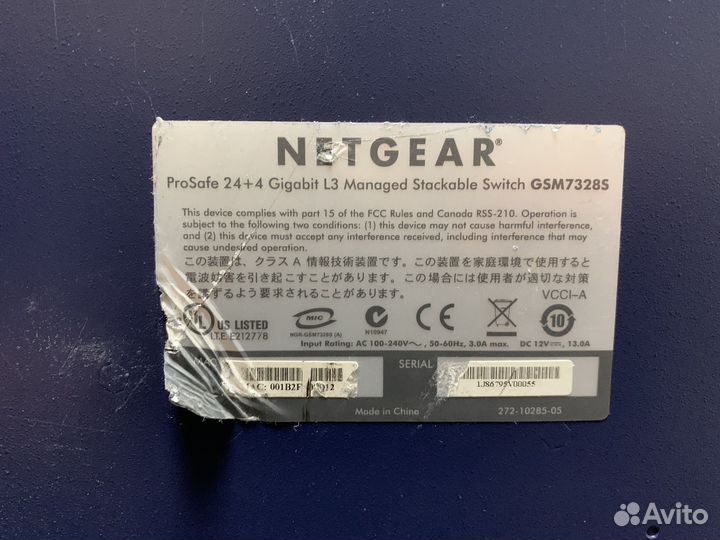 NETGEAR®
ProSafe 24+4 Gigabit L3 Managed Stackable Switch GSM7328S
This device complies with part 15 of the FCC Rules and Canada RSS-210. Operation is
subject to the following two conditions: (1) this device may not cause harmful interference,
and (2) this device must accept any interference received, including interference that may
cause undesired operation.
この装置は、クラス A 情報技術装置です。この装置を家庭環境で使用すると
電波妨害を引き起こすことがあります。この場合には使用者が適切な対策
を講ずるよう要求されることがあります。 VCCI-A
UL US LISTED
I.T.E. E212778
MIC
NGR-GSM7328S (A)
N10947
CE
10
Input Rating: AC 100-240V~, 50-60Hz, 3.0A max. DC 12V⎓, 13.0A
SERIAL
MAC: 001B2F
1J86795V00055
Made in China 272-10285-05
Avito